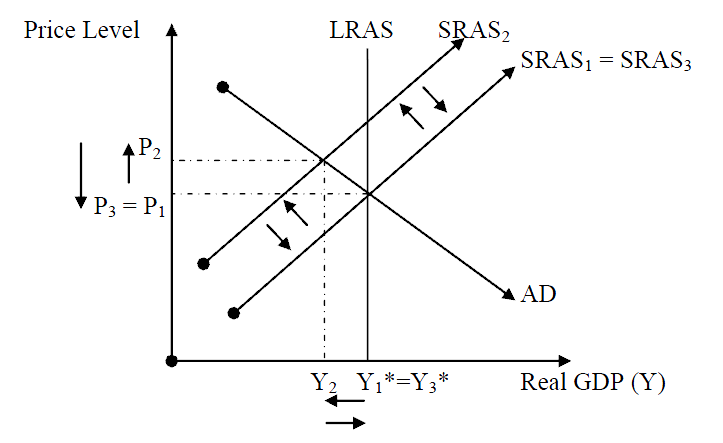 Price Level
LRAS
SRAS₂
SRAS₁ = SRAS₃
P₂
P₃ = P₁
AD
Y₂
Y₁*=Y₃*
Real GDP (Y)